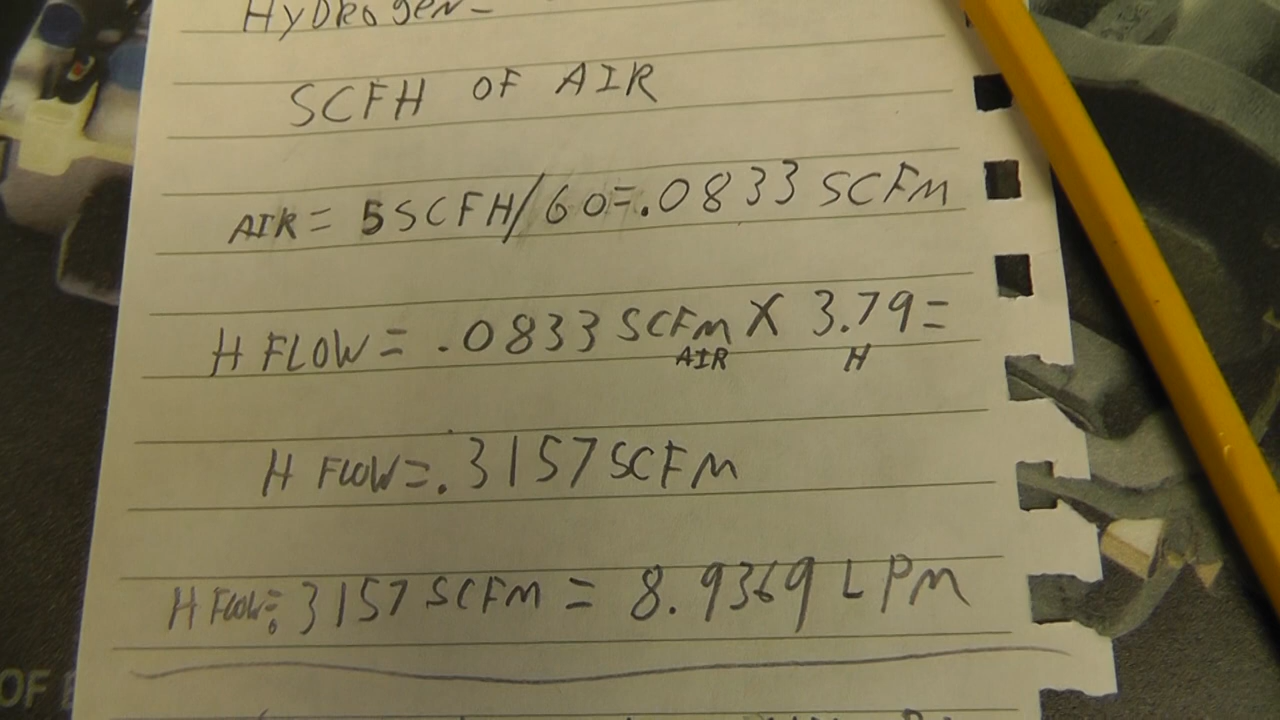 HYDROGEN-
SCFH OF AIR
AIR = 5SCFH/60=.0833 SCFM
H FLOW = .0833 SCFM X 3.79=
AIR H
H FLOW=.3157 SCFM
H FLOW=.3157 SCFM = 8.9369 LPM
OF